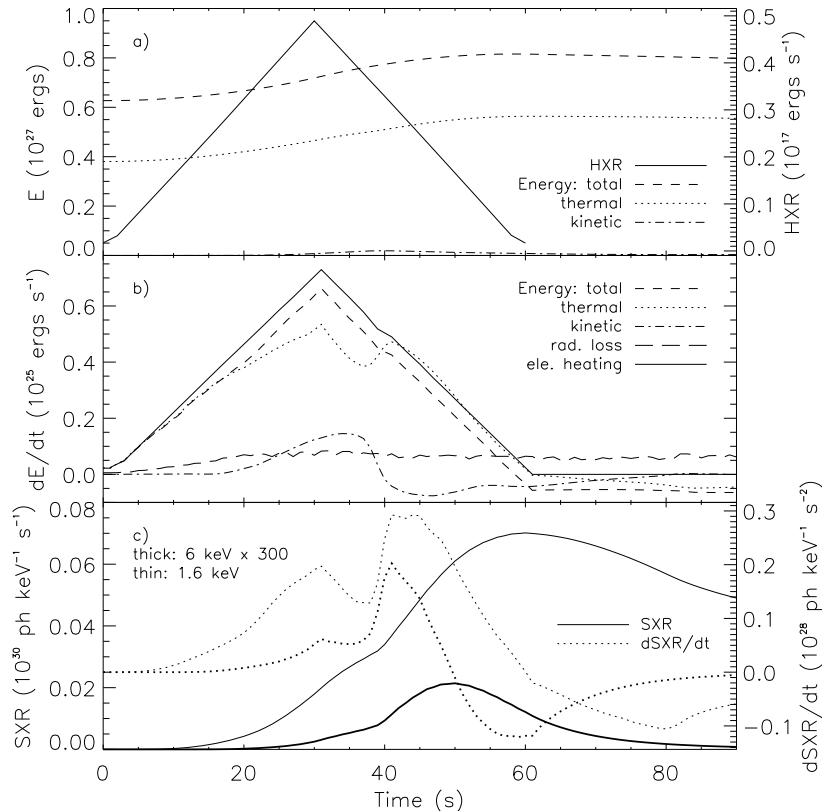 a)
E (10²⁷ ergs)
1.0
0.8
0.6
0.4
0.2
0.0
0.5
0.4
0.3
0.2
0.1
0.0
HXR (10¹⁷ ergs s⁻¹)
HXR
Energy: total
thermal
kinetic
b)
dE/dt (10²⁵ ergs s⁻¹)
0.6
0.4
0.2
0.0
Energy: total
thermal
kinetic
rad. loss
ele. heating
c)
thick: 6 keV x 300
thin: 1.6 keV
SXR (10³⁰ ph keV⁻¹ s⁻¹)
0.08
0.06
0.04
0.02
0.00
0.3
0.2
0.1
0.0
−0.1
dSXR/dt (10²⁸ ph keV⁻¹ s⁻²)
SXR
dSXR/dt
0
20
40
60
80
Time (s)